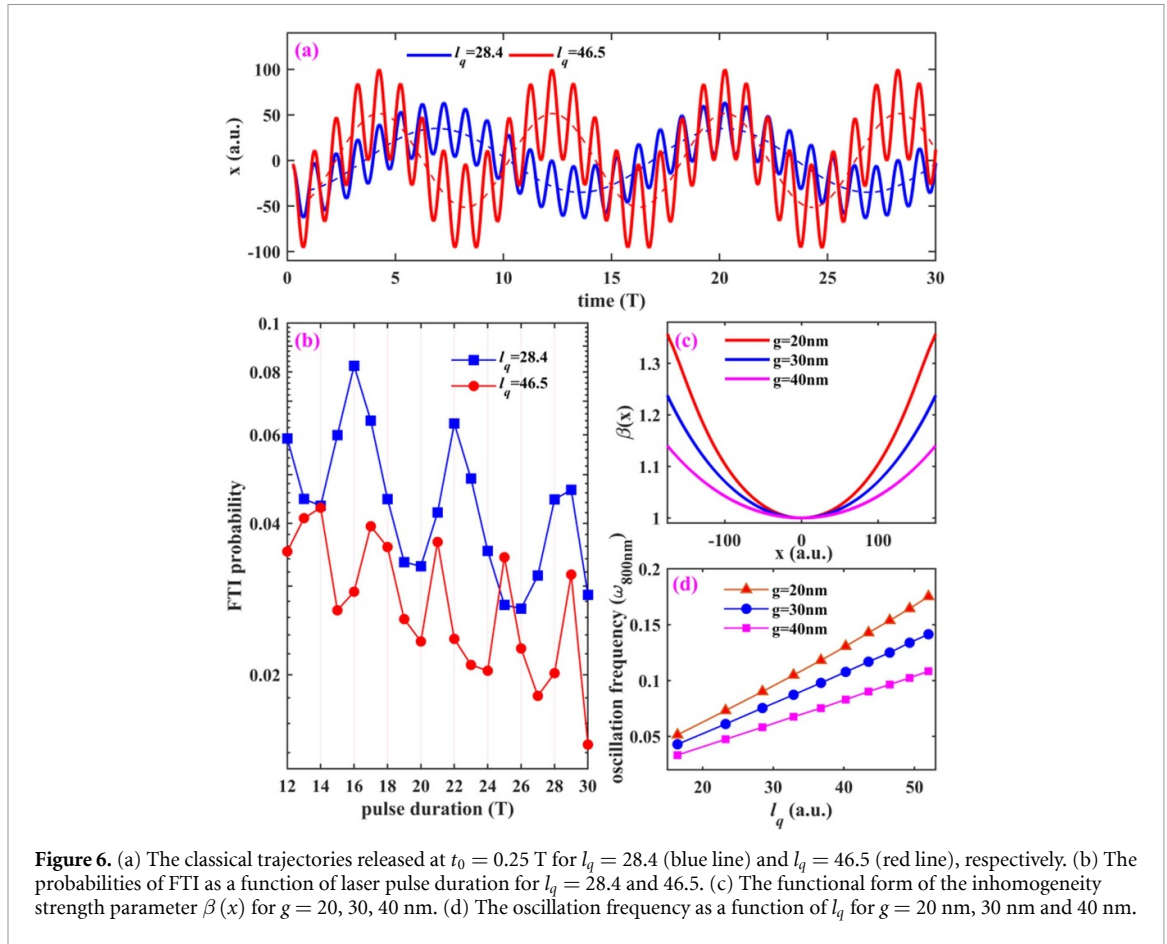 (a)
l_q=28.4
l_q=46.5
x (a.u.)
100
50
0
-50
-100
0 5 10 15 20 25 30
time (T)
(b)
l_q=28.4
l_q=46.5
FTI probability
0.1
0.08
0.06
0.04
0.02
12 14 16 18 20 22 24 26 28 30
pulse duration (T)
(c)
g=20nm
g=30nm
g=40nm
β(x)
1.3
1.2
1.1
1
-100 0 100
x (a.u.)
(d)
g=20nm
g=30nm
g=40nm
oscillation frequency (ω_800nm)
0.2
0.15
0.1
0.05
20 30 40 50
l_q (a.u.)
Figure 6. (a) The classical trajectories released at t_0 = 0.25 T for l_q = 28.4 (blue line) and l_q = 46.5 (red line), respectively. (b) The
probabilities of FTI as a function of laser pulse duration for l_q = 28.4 and 46.5. (c) The functional form of the inhomogeneity
strength parameter β (x) for g = 20, 30, 40 nm. (d) The oscillation frequency as a function of l_q for g = 20 nm, 30 nm and 40 nm.